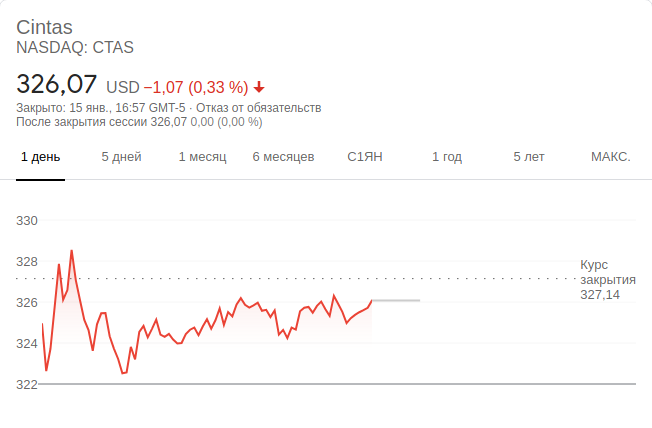 Cintas
NASDAQ: CTAS
326,07 USD −1,07 (0,33 %)
Закрыто: 15 янв., 16:57 GMT-5 · Отказ от обязательств
После закрытия сессии 326,07 0,00 (0,00 %)
1 день 5 дней 1 месяц 6 месяцев С1ЯН 1 год 5 лет МАКС.
330
328
326
324
322
Курс
закрытия
327,14